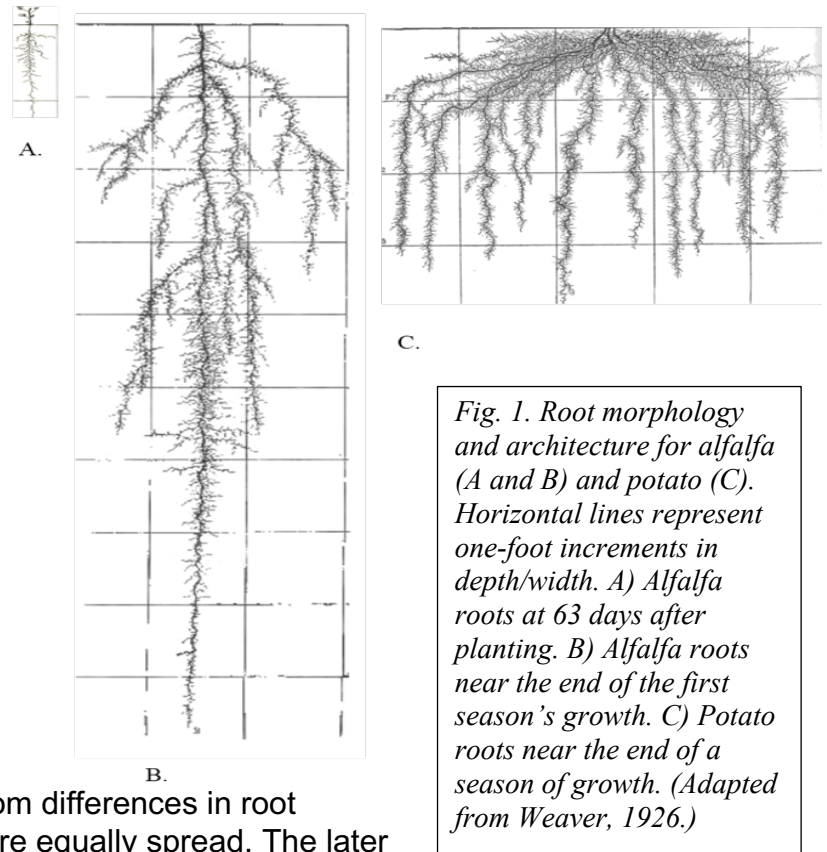 A.
C.
Fig. 1. Root morphology
and architecture for alfalfa
(A and B) and potato (C).
Horizontal lines represent
one-foot increments in
depth/width. A) Alfalfa
roots at 63 days after
planting. B) Alfalfa roots
near the end of the first
season's growth. C) Potato
roots near the end of a
season of growth. (Adapted
from Weaver, 1926.)
B.
om differences in root
re equally spread. The later